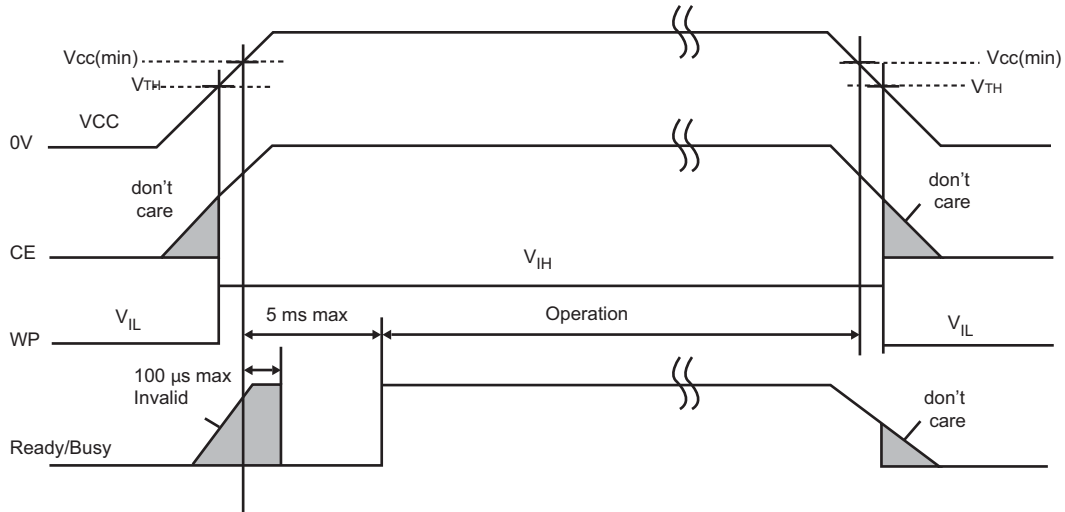 Vcc(min)
VTH
VCC
0V
Vcc(min)
VTH
don't
care
don't
care
CE
VIH
VIL
WP
5 ms max
Operation
VIL
100 µs max
Invalid
don't
care
Ready/Busy